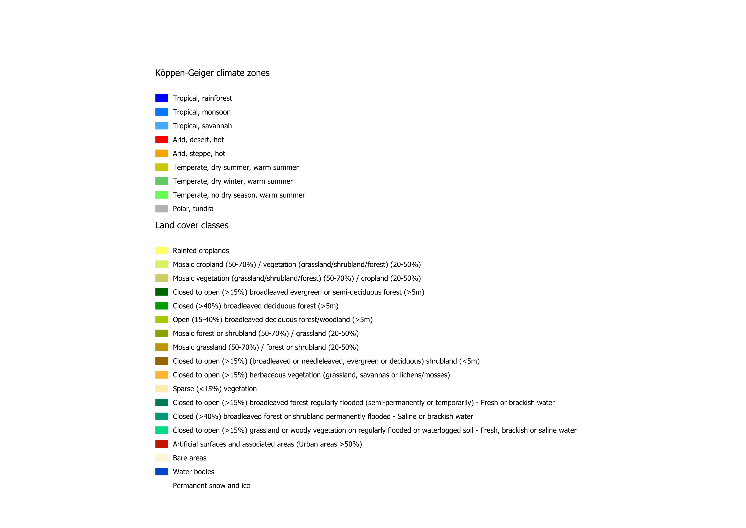 Köppen-Geiger climate zones
Tropical, rainforest
Tropical, monsoon
Tropical, savannah
Arid, desert, hot
Arid, steppe, hot
Temperate, dry summer, warm summer
Temperate, dry winter, warm summer
Temperate, no dry season, warm summer
Polar, tundra
Land cover classes
Rainfed croplands
Mosaic cropland (50-70%) / vegetation (grassland/shrubland/forest) (20-50%)
Mosaic vegetation (grassland/shrubland/forest) (50-70%) / cropland (20-50%)
Closed to open (>15%) broadleaved evergreen or semi-deciduous forest (>5m)
Closed (>40%) broadleaved deciduous forest (>5m)
Open (15-40%) broadleaved deciduous forest/woodland (>5m)
Mosaic forest or shrubland (50-70%) / grassland (20-50%)
Mosaic grassland (50-70%) / forest or shrubland (20-50%)
Closed to open (>15%) (broadleaved or needleleaved, evergreen or deciduous) shrubland (<5m)
Closed to open (>15%) herbaceous vegetation (grassland, savannas or lichens/mosses)
Sparse (<15%) vegetation
Closed to open (>15%) broadleaved forest regularly flooded (semi-permanently or temporarily) - Fresh or brackish water
Closed (>40%) broadleaved forest or shrubland permanently flooded - Saline or brackish water
Closed to open (>15%) grassland or woody vegetation on regularly flooded or waterlogged soil - Fresh, brackish or saline water
Artificial surfaces and associated areas (Urban areas >50%)
Bare areas
Water bodies
Permanent snow and ice